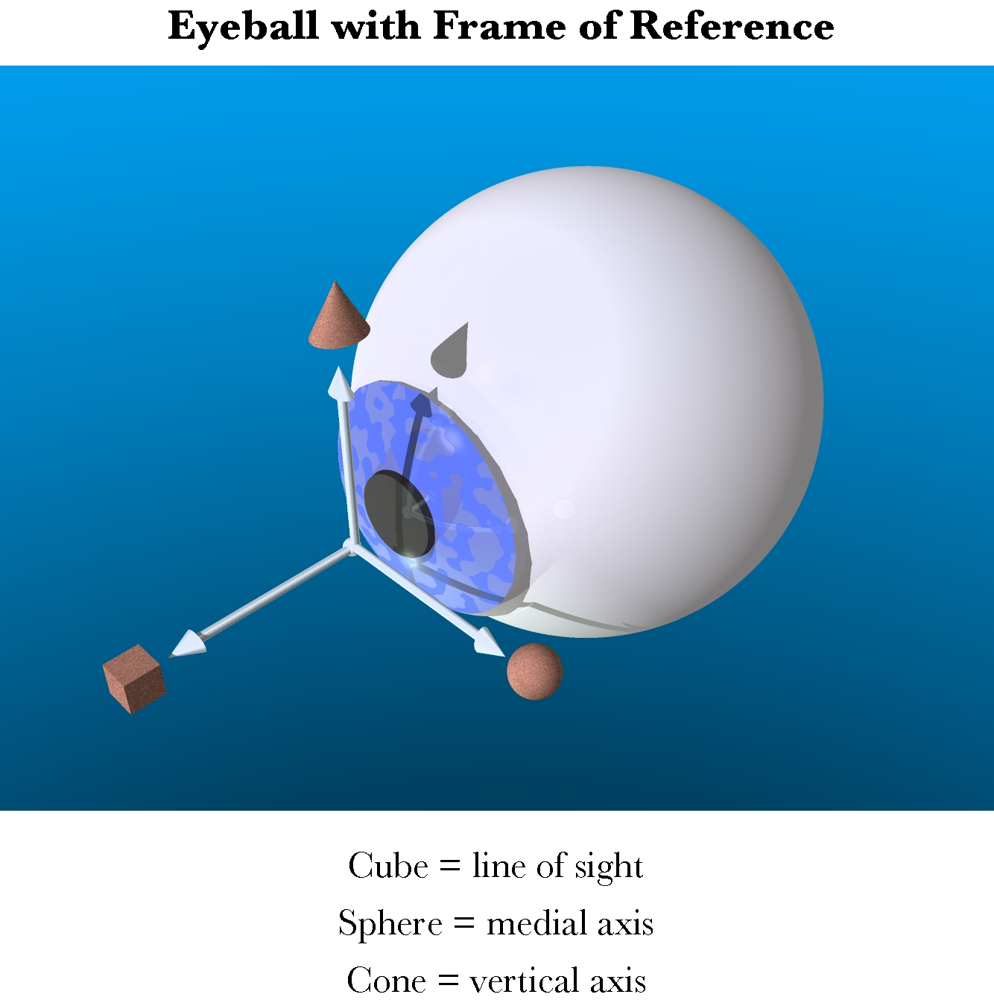 Eyeball with Frame of Reference
Cube = line of sight
Sphere = medial axis
Cone = vertical axis